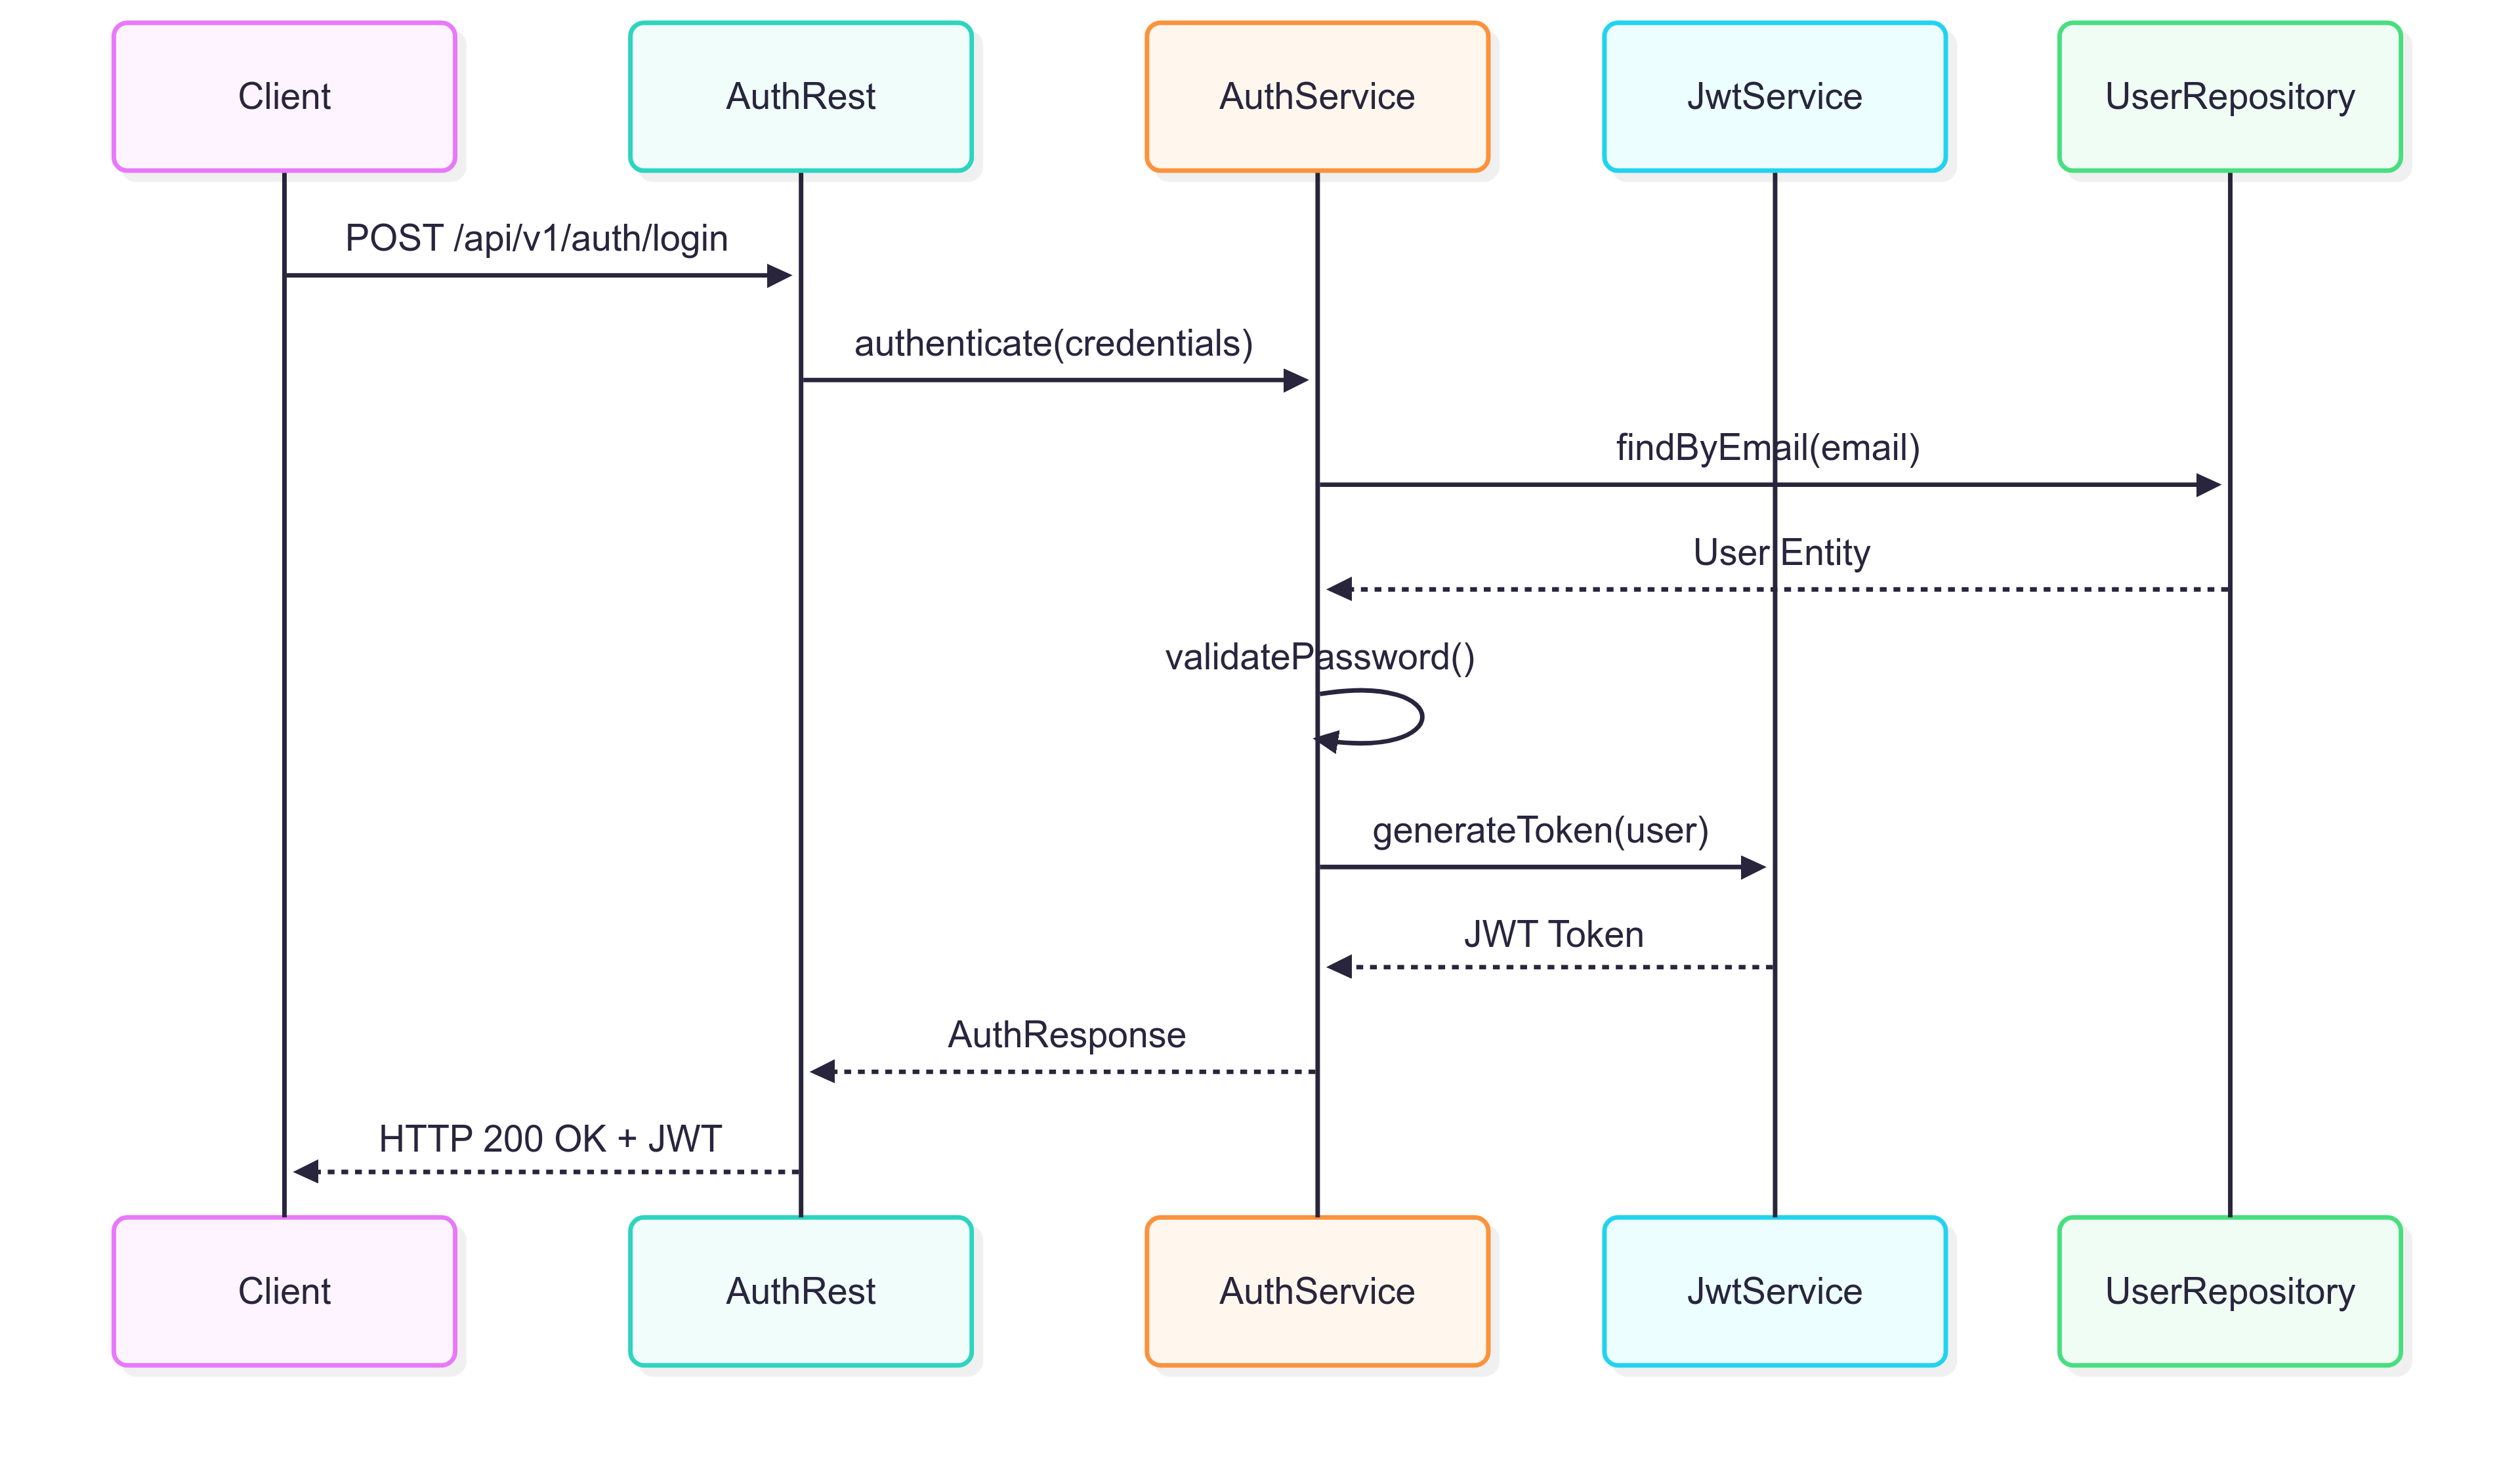 Client
AuthRest
AuthService
JwtService
UserRepository
POST /api/v1/auth/login
authenticate(credentials)
findByEmail(email)
User Entity
validatePassword()
generateToken(user)
JWT Token
AuthResponse
HTTP 200 OK + JWT
Client
AuthRest
AuthService
JwtService
UserRepository